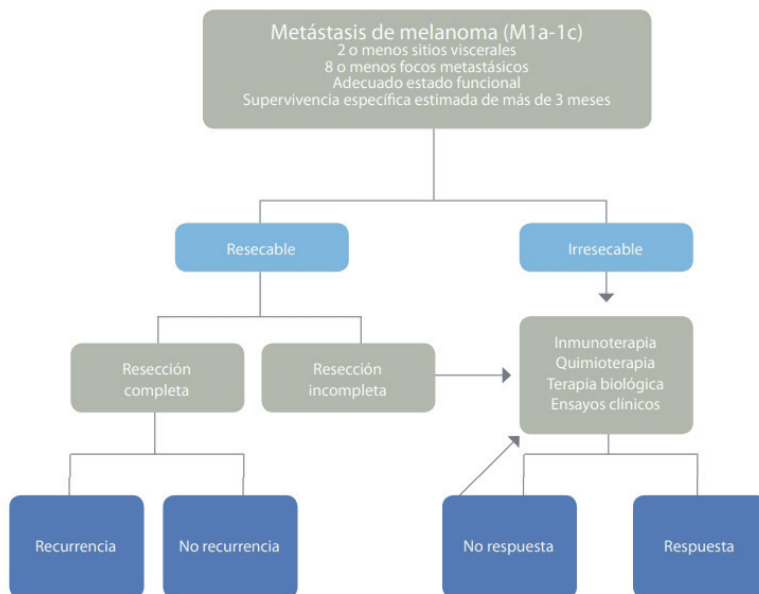 Metástasis de melanoma (M1a-1c)
2 o menos sitios viscerales
8 o menos focos metastásicos
Adecuado estado funcional
Supervivencia específica estimada de más de 3 meses
Resecable
Irresecable
Resección
completa
Resección
incompleta
Inmunoterapia
Quimioterapia
Terapia biológica
Ensayos clínicos
Recurrencia
No recurrencia
No respuesta
Respuesta